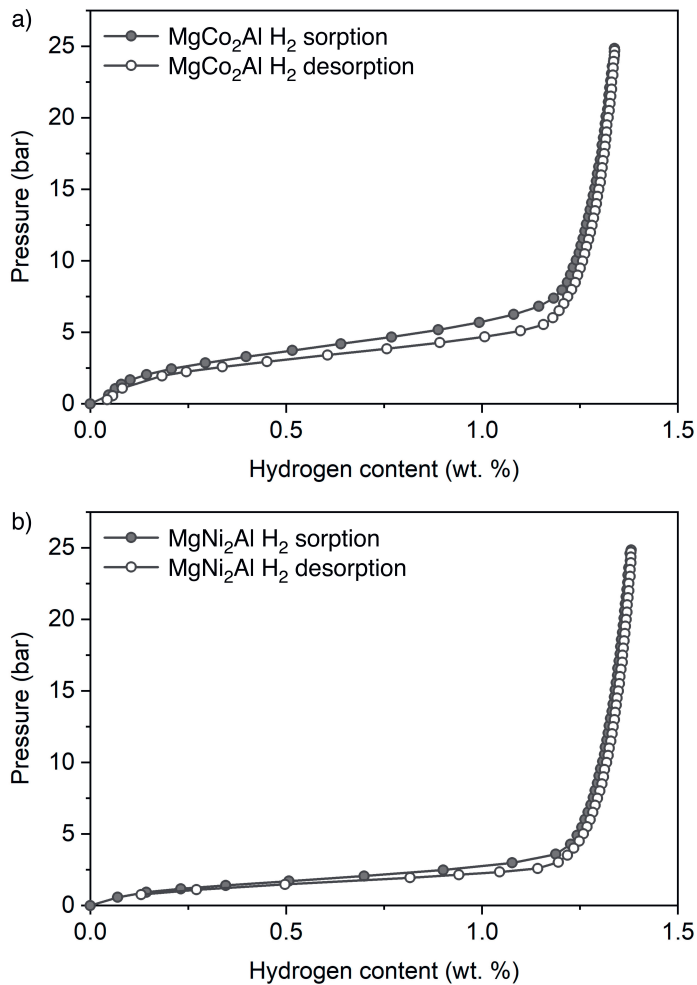 a)
MgCo₂Al H₂ sorption
MgCo₂Al H₂ desorption
25
20
15
10
5
0
Pressure (bar)
0.0 0.5 1.0 1.5
Hydrogen content (wt. %)
b)
MgNi₂Al H₂ sorption
MgNi₂Al H₂ desorption
25
20
15
10
5
0
Pressure (bar)
0.0 0.5 1.0 1.5
Hydrogen content (wt. %)